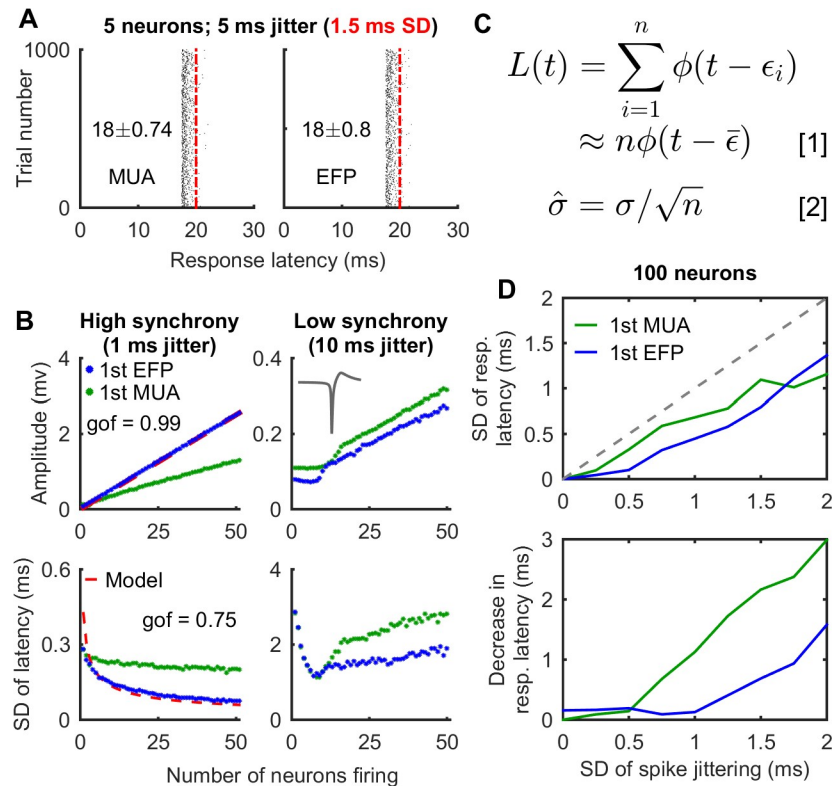 A
5 neurons; 5 ms jitter (1.5 ms SD)
Trial number
1000
0
18±0.74
MUA
18±0.8
EFP
0 10 20 30
0 10 20 30
Response latency (ms)
C
L(t) = \sum_{i=1}^{n} ϕ(t − ϵ_i)
≈ nϕ(t − ϵ̄) [1]
σ̂ = σ/√n [2]
B
High synchrony
(1 ms jitter)
Low synchrony
(10 ms jitter)
Amplitude (mv)
4
2
0
1st EFP
1st MUA
gof = 0.99
0 25 50
0.4
0.2
0
0 25 50
SD of latency (ms)
0.6
0.3
0
Model
gof = 0.75
0 25 50
4
2
0
0 25 50
Number of neurons firing
D
100 neurons
SD of resp.
latency (ms)
2
1.5
1
0.5
0
1st MUA
1st EFP
0 0.5 1 1.5 2
Decrease in
resp. latency (ms)
3
2
1
0
0 0.5 1 1.5 2
SD of spike jittering (ms)